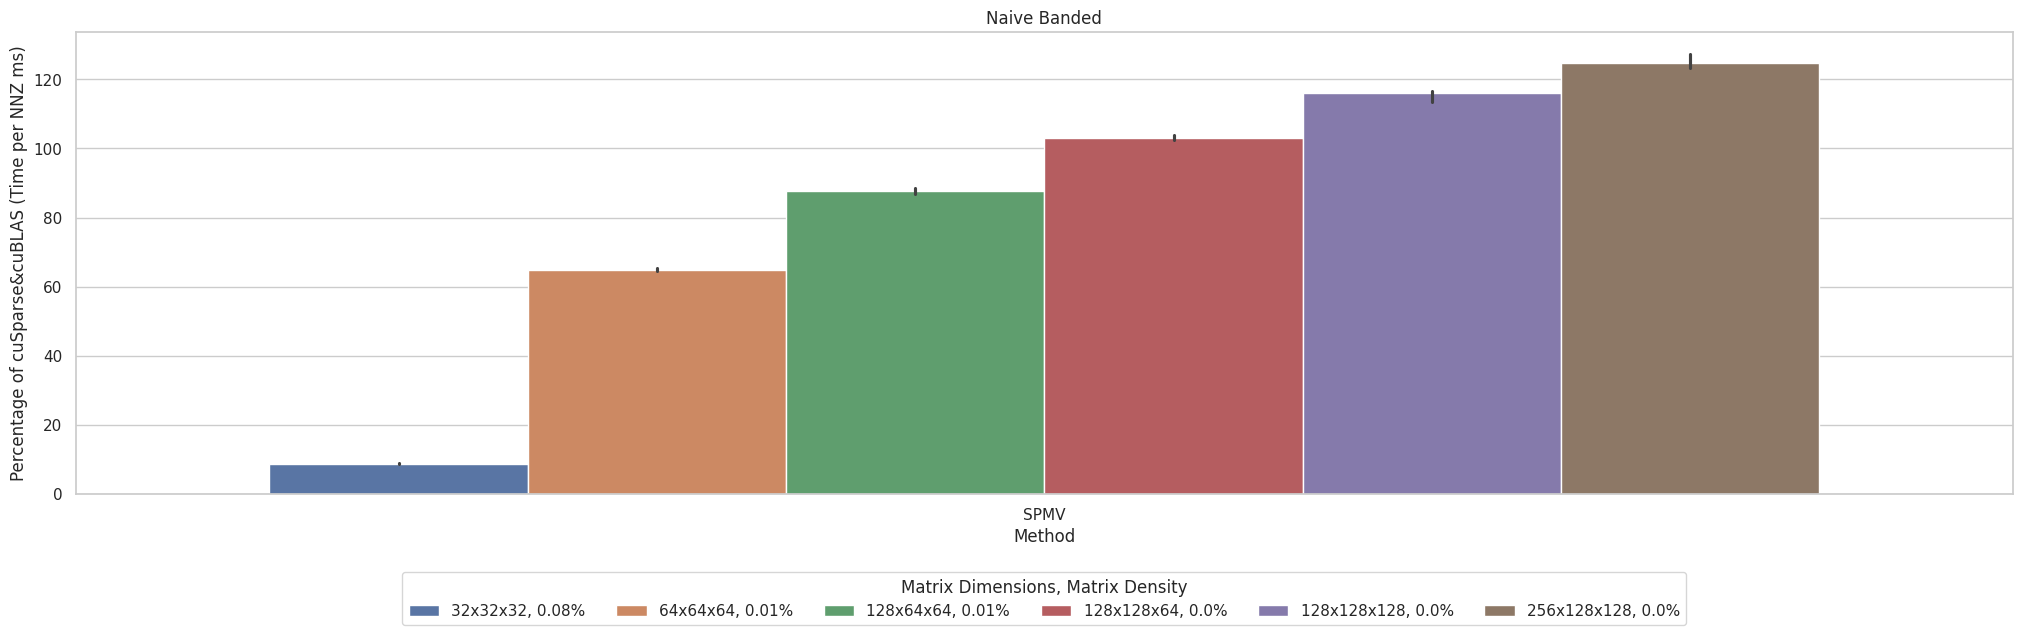 Naive Banded
Percentage of cuSparse&cuBLAS (Time per NNZ ms)
120
100
80
60
40
20
0
SPMV
Method
Matrix Dimensions, Matrix Density
32x32x32, 0.08% 64x64x64, 0.01% 128x64x64, 0.01% 128x128x64, 0.0% 128x128x128, 0.0% 256x128x128, 0.0%